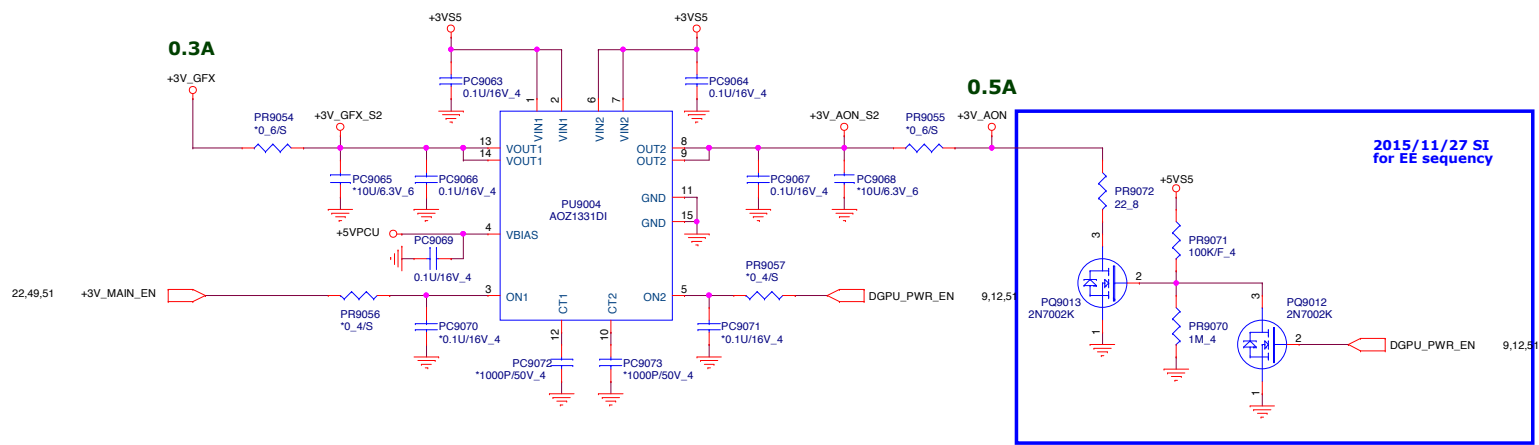 +3VS5
+3VS5
0.3A
+3V_GFX
PC9063
0.1U/16V_4
PC9064
0.1U/16V_4
0.5A
1
2
6
7
VIN1
VIN1
VIN2
VIN2
PR9054
*0_6/S
+3V_GFX_S2
+3V_AON_S2
PR9055
*0_6/S
+3V_AON
2015/11/27 SI
for EE sequency
13
VOUT1
14
VOUT1
OUT2
8
OUT2
9
PC9065
*10U/6.3V_6
PC9066
0.1U/16V_4
PC9067
0.1U/16V_4
PC9068
*10U/6.3V_6
GND
11
GND
15
PU9004
AOZ1331DI
+5VPCU
4
VBIAS
PC9069
0.1U/16V_4
PR9072
22_8
+5VS5
PR9071
100K/F_4
3
2
1
PQ9013
2N7002K
PR9070
1M_4
3
PQ9012
2N7002K
2
1
DGPU_PWR_EN
9,12,51
22,49,51
+3V_MAIN_EN
PR9056
*0_4/S
3
ON1
ON2
5
PR9057
*0_4/S
DGPU_PWR_EN
9,12,51
CT1
CT2
12
10
PC9070
*0.1U/16V_4
PC9071
*0.1U/16V_4
PC9072
*1000P/50V_4
PC9073
*1000P/50V_4